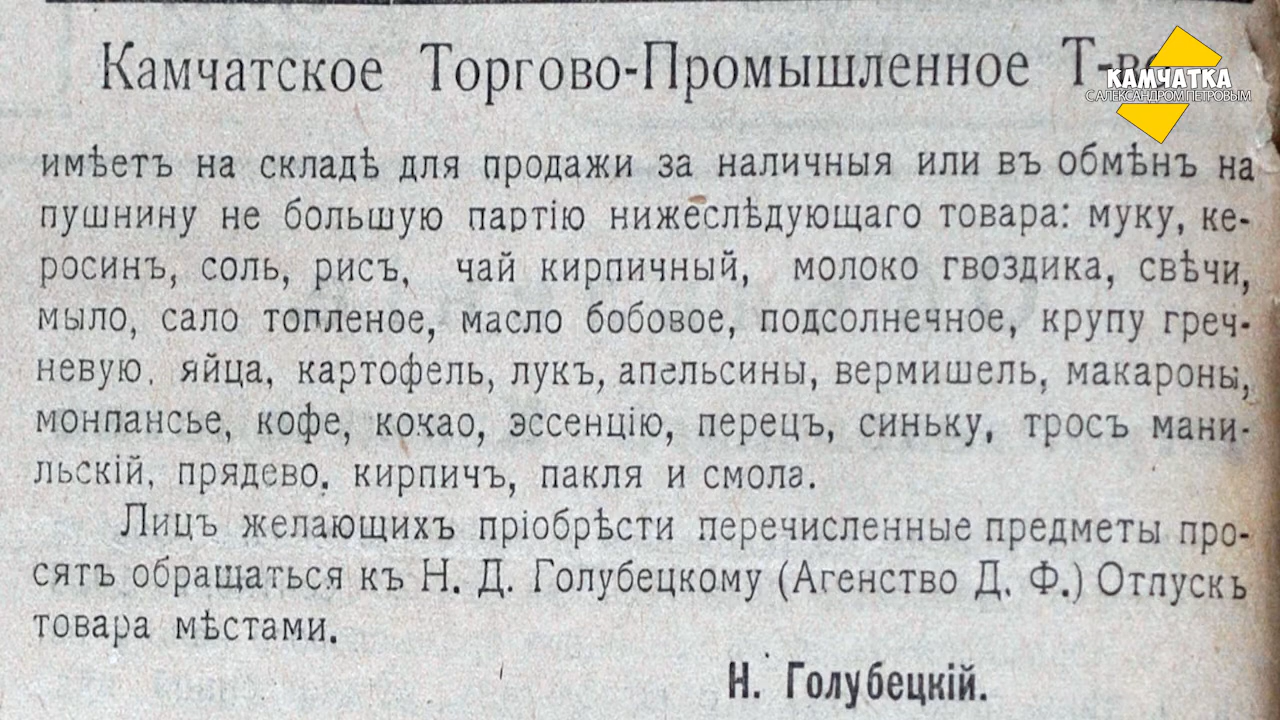 Камчатское Торгово-Промышленное Т-во
КАМЧАТКА
С АЛЕКСАНДРОМ ПЕТРОВЫМ
имѣетъ на складѣ для продажи за наличныя или въ обмѣнъ на
пушнину не большую партію нижеслѣдующаго товара: муку, ке-
росинъ, соль, рисъ, чай кирпичный, молоко гвоздика, свѣчи,
мыло, сало топленое, масло бобовое, подсолнечное, крупу греч-
невую, яйца, картофель, лукъ, апельсины, вермишель, макароны,
монпансье, кофе, какао, эссенцію, перецъ, синьку, тросъ мани-
льскій, прядево, кирпичъ, пакля и смола.
Лицъ желающихъ пріобрѣсти перечисленные предметы про-
сятъ обращаться къ Н. Д. Голубецкому (Агенство Д. Ф.) Отпускъ
товара мѣстами.
Н. Голубецкій.